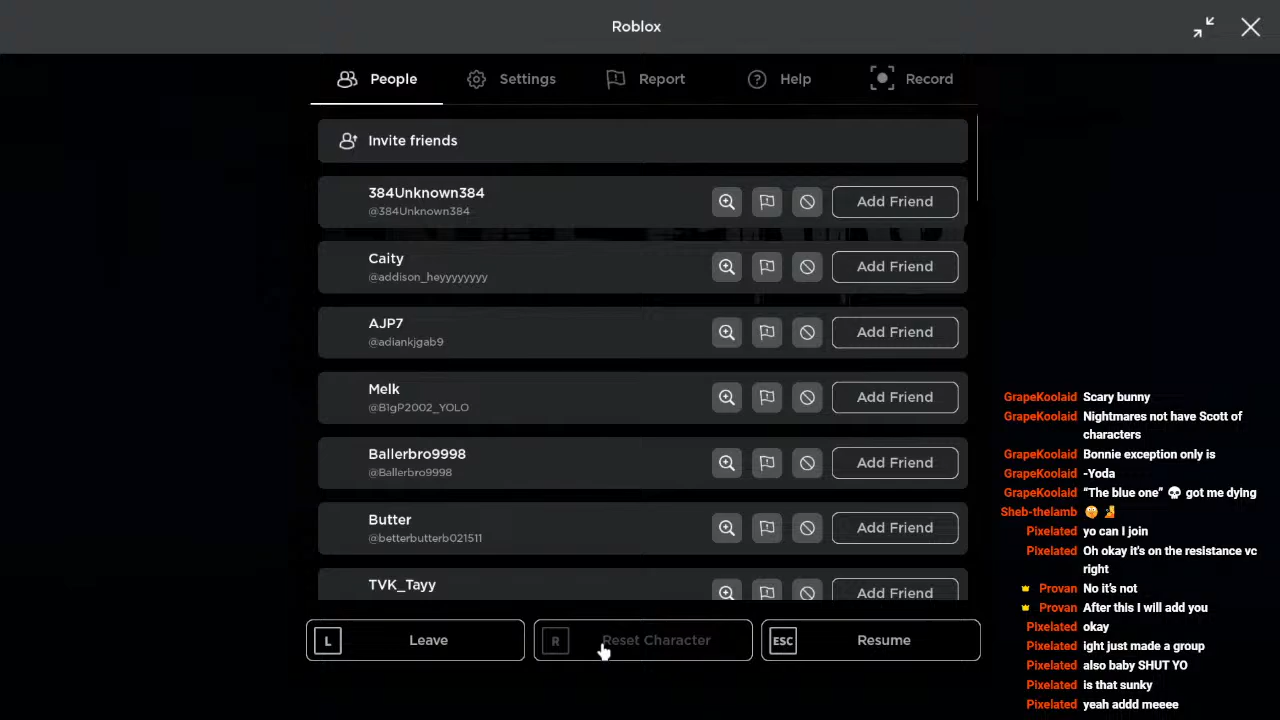 Roblox
People
Settings
Report
Help
Record
Invite friends
384Unknown384
@384Unknown384
Add Friend
Caity
@addison_heyyyyyyyy
Add Friend
AJP7
@adiankjgab9
Add Friend
Melk
@B1gP2002_YOLO
Add Friend
Ballerbro9998
@Ballerbro9998
Add Friend
Butter
@betterbutterb021511
Add Friend
TVK_Tayy
Add Friend
L Leave
R Reset Character
ESC Resume
GrapeKoolaid Scary bunny
GrapeKoolaid Nightmares not have Scott of
characters
GrapeKoolaid Bonnie exception only is
GrapeKoolaid -Yoda
GrapeKoolaid “The blue one” 💀 got me dying
Sheb-thelamb
Pixelated yo can I join
Pixelated Oh okay it's on the resistance vc
right
Provan No it’s not
Provan After this I will add you
Pixelated okay
Pixelated ight just made a group
Pixelated also baby SHUT YO
Pixelated is that sunky
Pixelated yeah addd meeee